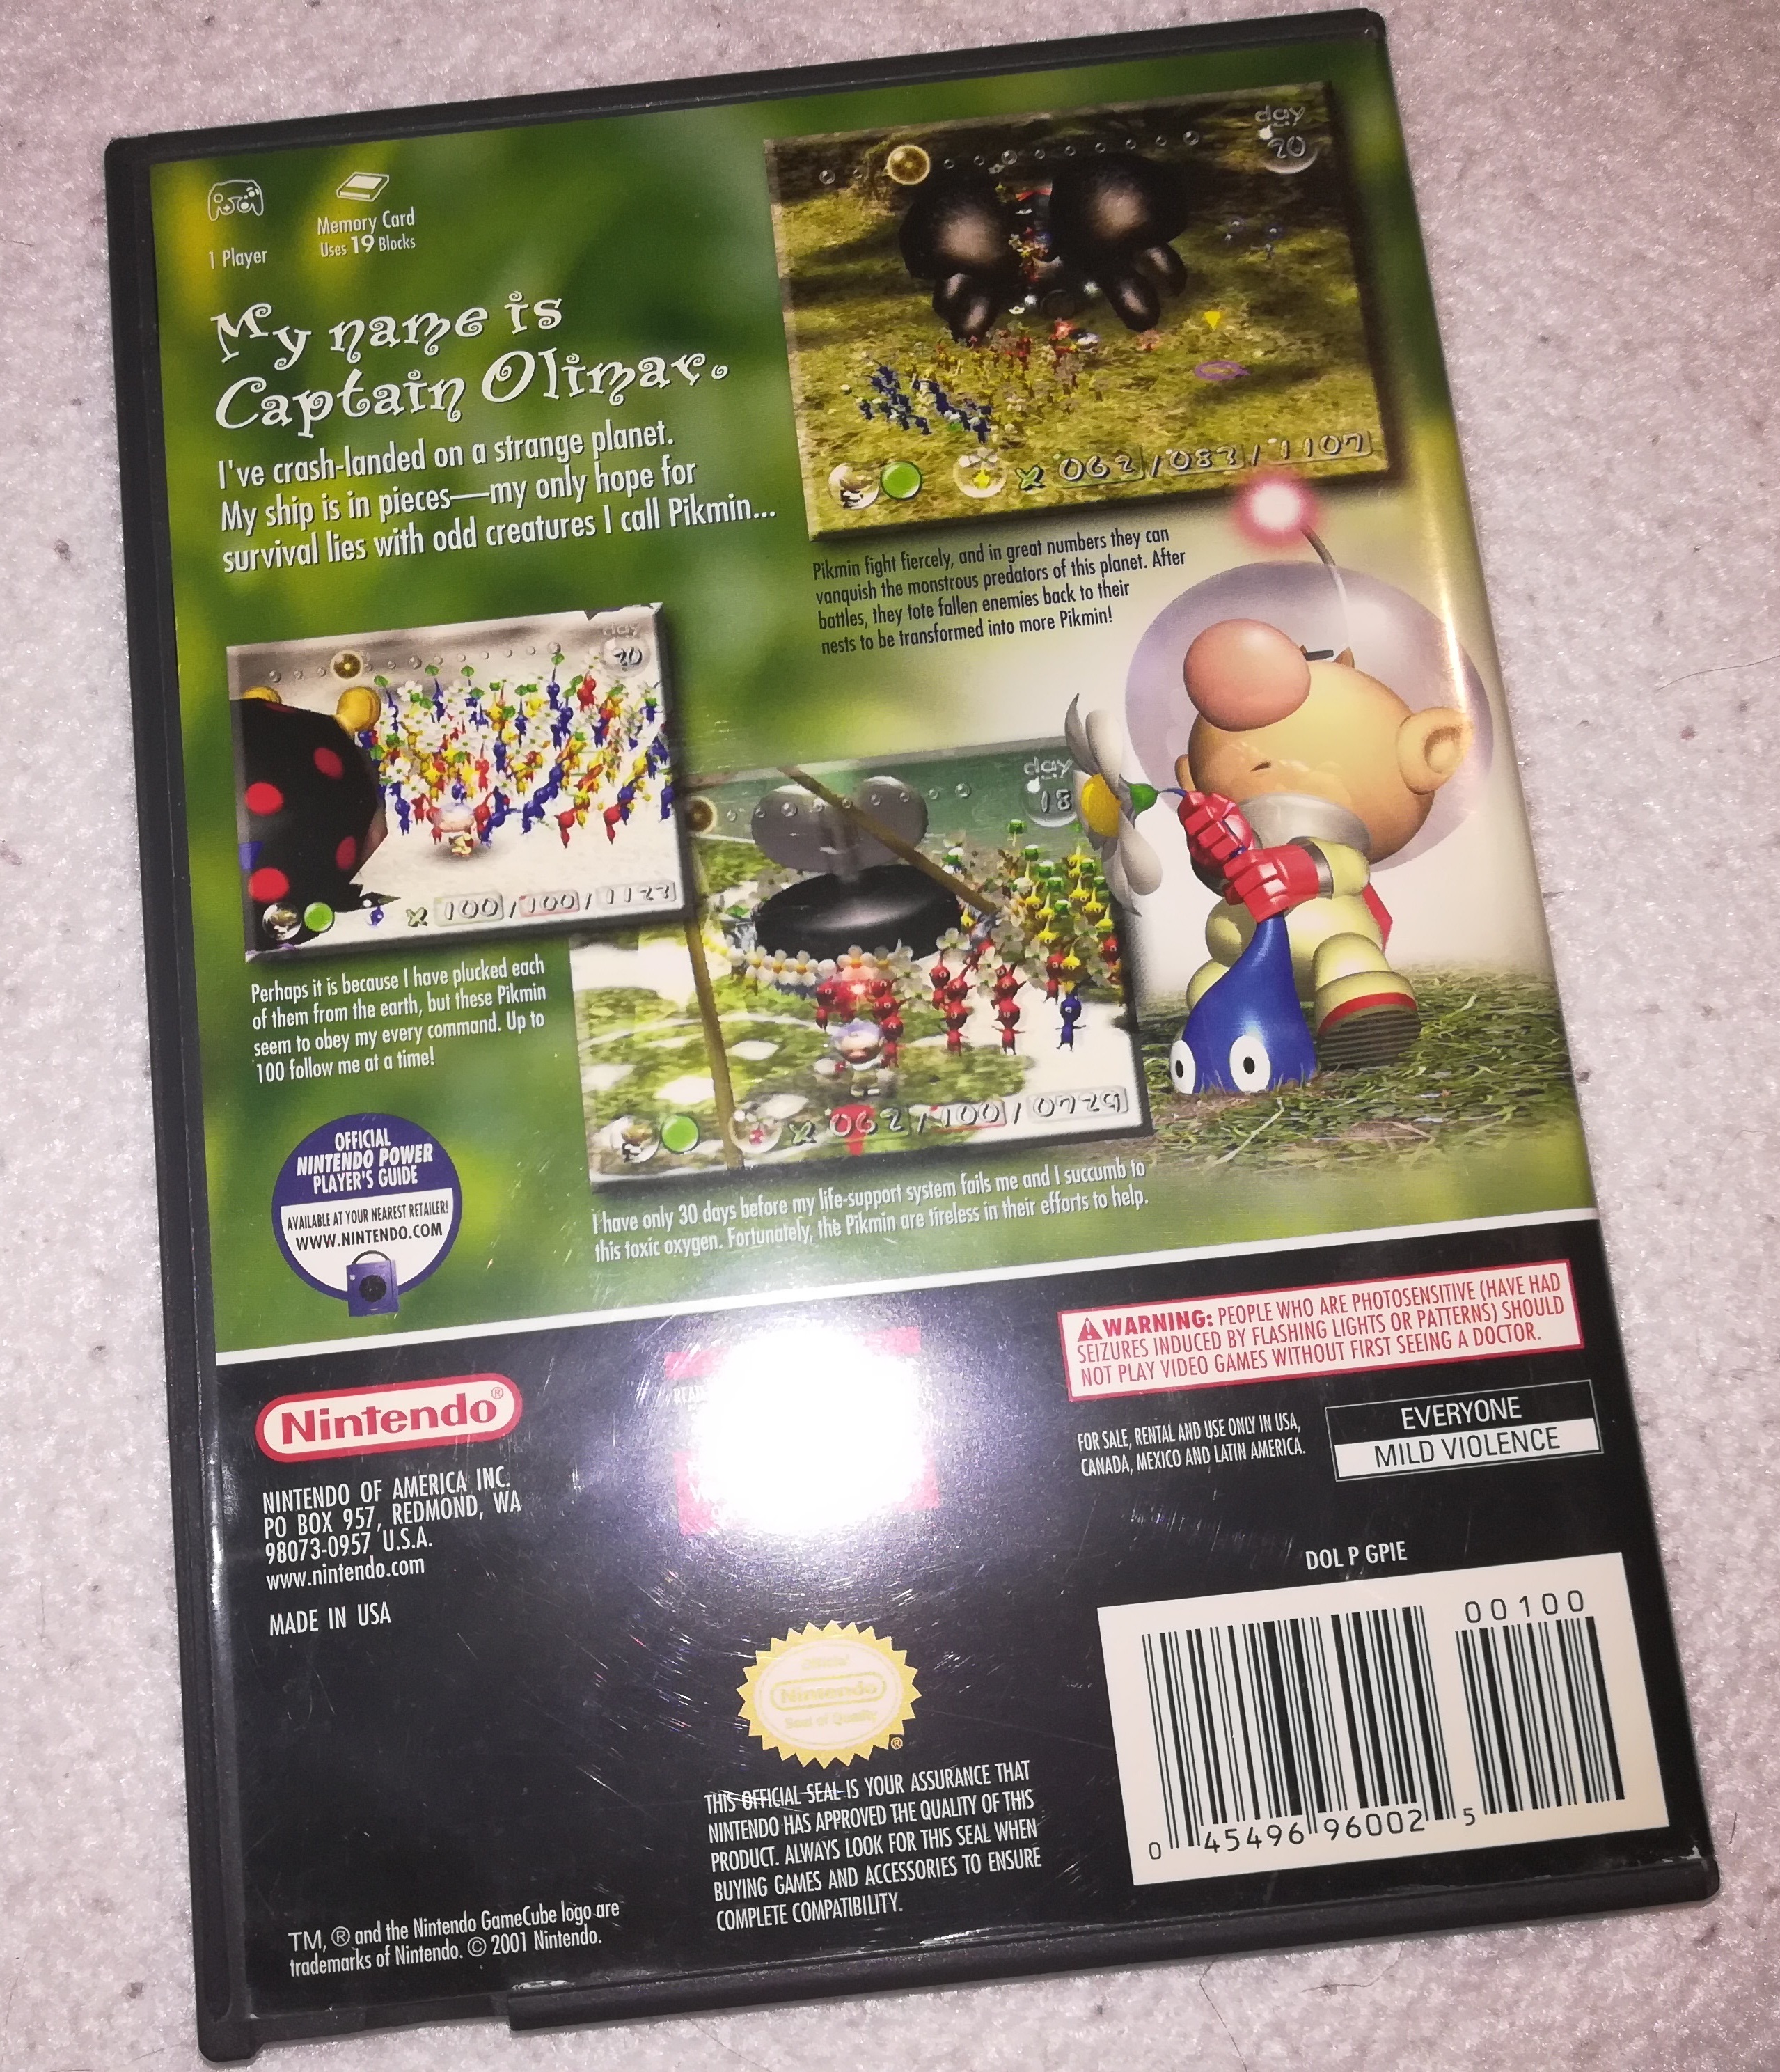 1 Player
Memory Card
Uses 19 Blocks
My name is
Captain Olimar.
I've crash-landed on a strange planet.
My ship is in pieces—my only hope for
survival lies with odd creatures I call Pikmin...
day
20
062/083/1107
Pikmin fight fiercely, and in great numbers they can
vanquish the monstrous predators of this planet. After
battles, they tote fallen enemies back to their
nests to be transformed into more Pikmin!
day
20
x 100/100/1123
Perhaps it is because I have plucked each
of them from the earth, but these Pikmin
seem to obey my every command. Up to
100 follow me at a time!
day
18
x 062/100/0729
I have only 30 days before my life-support system fails me and I succumb to
this toxic oxygen. Fortunately, the Pikmin are tireless in their efforts to help.
OFFICIAL
NINTENDO POWER
PLAYER'S GUIDE
AVAILABLE AT YOUR NEAREST RETAILER!
WWW.NINTENDO.COM
WARNING: PEOPLE WHO ARE PHOTOSENSITIVE (HAVE HAD
SEIZURES INDUCED BY FLASHING LIGHTS OR PATTERNS) SHOULD
NOT PLAY VIDEO GAMES WITHOUT FIRST SEEING A DOCTOR.
Nintendo®
NINTENDO OF AMERICA INC.
PO BOX 957, REDMOND, WA
98073-0957 U.S.A.
www.nintendo.com
MADE IN USA
FOR SALE, RENTAL AND USE ONLY IN USA,
CANADA, MEXICO AND LATIN AMERICA.
EVERYONE
MILD VIOLENCE
DOL P GPIE
00100
0 45496 96002 5
Nintendo
Seal of Quality
®
THIS OFFICIAL SEAL IS YOUR ASSURANCE THAT
NINTENDO HAS APPROVED THE QUALITY OF THIS
PRODUCT. ALWAYS LOOK FOR THIS SEAL WHEN
BUYING GAMES AND ACCESSORIES TO ENSURE
COMPLETE COMPATIBILITY.
TM, ® and the Nintendo GameCube logo are
trademarks of Nintendo. © 2001 Nintendo.